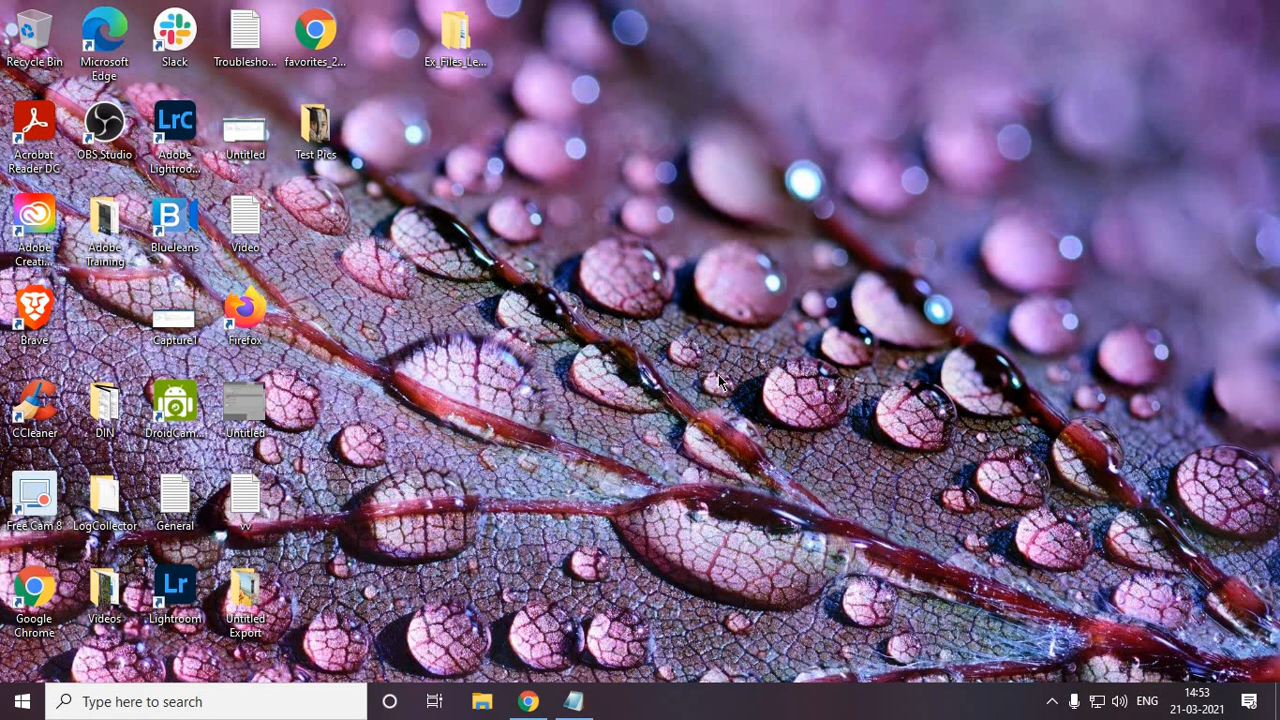 Recycle Bin
Microsoft
Edge
Slack
Troublesho...
favorites_2...
Ex_Files_Le...
Acrobat
Reader DC
OBS Studio
LrC
Adobe
Lightroo...
Untitled
Test Pics
Adobe
Creati...
Adobe
Training
BlueJeans
Video
Brave
Capture1
Firefox
CCleaner
DIN
DroidCam...
Untitled
Free Cam 8
LogCollector
General
vv
Google
Chrome
Videos
Lr
Lightroom
Untitled
Export
Type here to search
ENG
14:53
21-03-2021